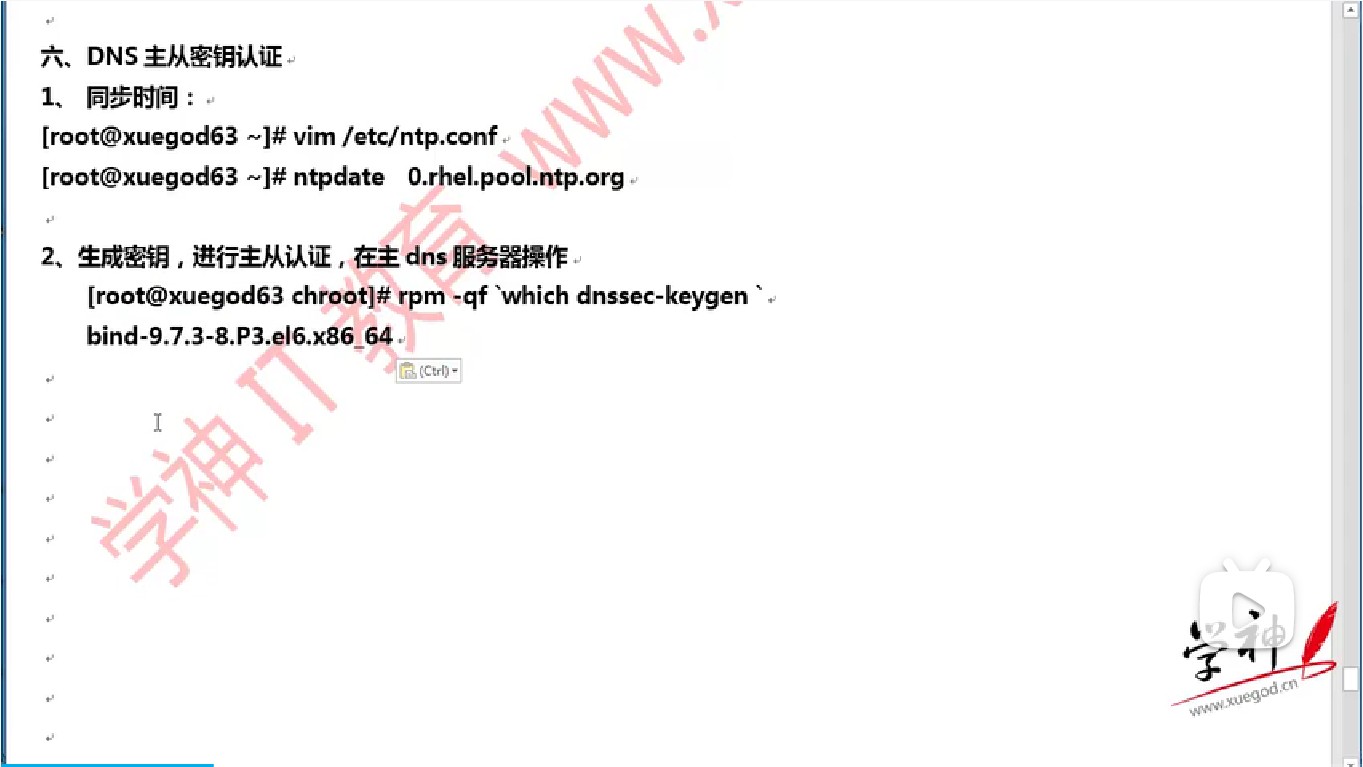 六、DNS 主从密钥认证
1、 同步时间：
[root@xuegod63 ~]# vim /etc/ntp.conf
[root@xuegod63 ~]# ntpdate 0.rhel.pool.ntp.org
2、生成密钥，进行主从认证，在主 dns 服务器操作
[root@xuegod63 chroot]# rpm -qf `which dnssec-keygen `
bind-9.7.3-8.P3.el6.x86_64
(Ctrl)
学神 IT 教育 www.x
学神
www.xuegod.cn